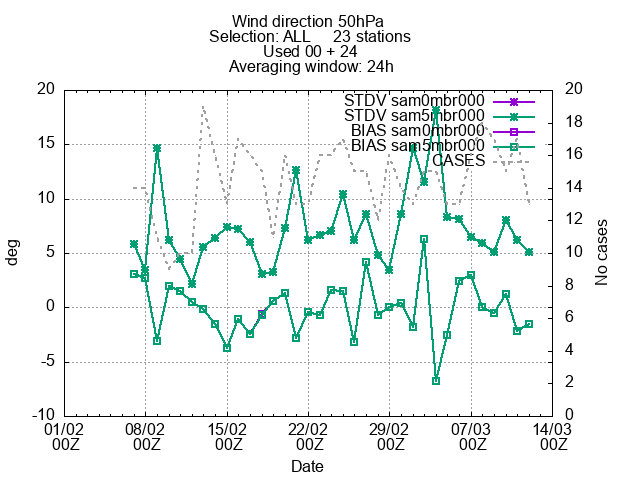 Wind direction 50hPa
Selection: ALL 23 stations
Used 00 + 24
Averaging window: 24h
STDV sam0mbr000
STDV sam5mbr000
BIAS sam0mbr000
BIAS sam5mbr000
CASES
deg
20
15
10
5
0
-5
-10
No cases
20
18
16
14
12
10
8
6
4
2
0
01/02 08/02 15/02 22/02 29/02 07/03 14/03
00Z 00Z 00Z 00Z 00Z 00Z 00Z
Date